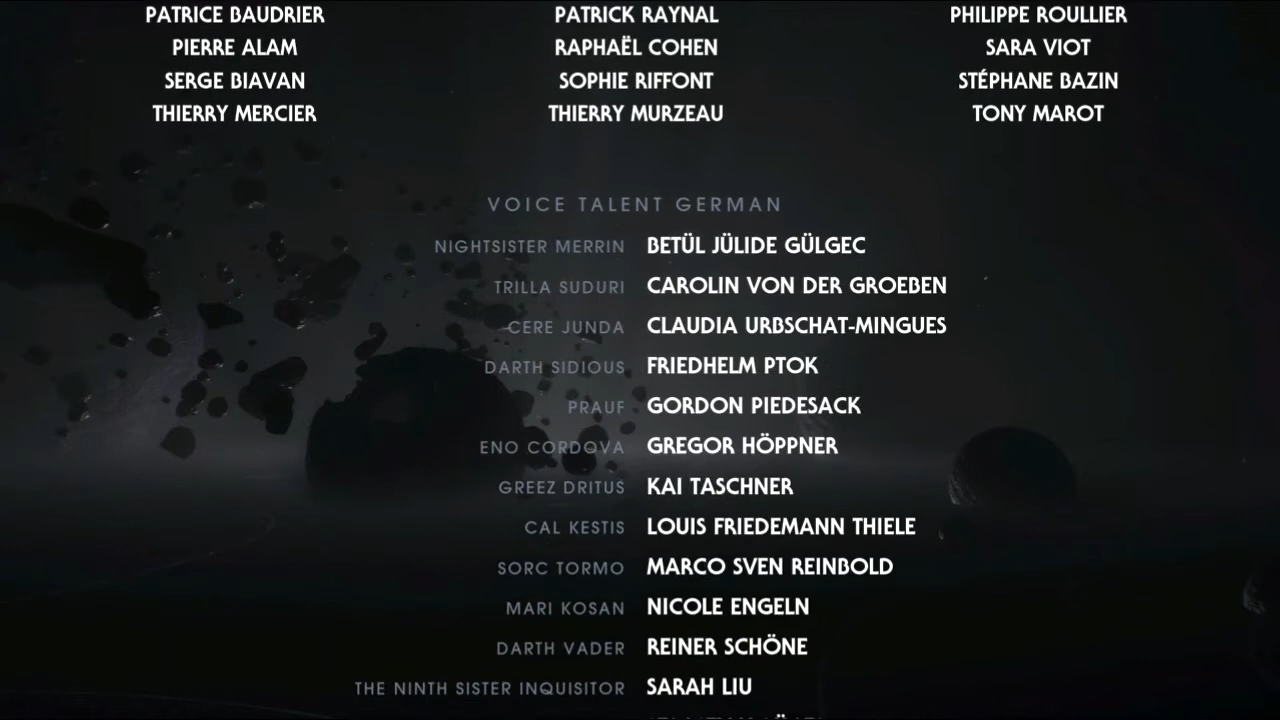 PATRICE BAUDRIER PATRICK RAYNAL PHILIPPE ROULLIER
PIERRE ALAM RAPHAËL COHEN SARA VIOT
SERGE BIAVAN SOPHIE RIFFONT STÉPHANE BAZIN
THIERRY MERCIER THIERRY MURZEAU TONY MAROT
VOICE TALENT GERMAN
NIGHTSISTER MERRIN BETÜL JÜLIDE GÜLGEC
TRILLA SUDURI CAROLIN VON DER GROEBEN
CERE JUNDA CLAUDIA URBSCHAT-MINGUES
DARTH SIDIOUS FRIEDHELM PTOK
PRAUF GORDON PIEDESACK
ENO CORDOVA GREGOR HÖPPNER
GREEZ DRITUS KAI TASCHNER
CAL KESTIS LOUIS FRIEDEMANN THIELE
SORC TORMO MARCO SVEN REINBOLD
MARI KOSAN NICOLE ENGELN
DARTH VADER REINER SCHÖNE
THE NINTH SISTER INQUISITOR SARAH LIU